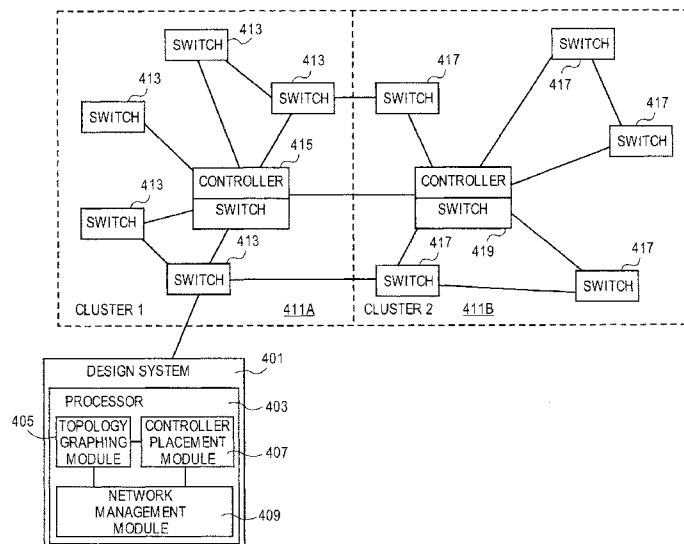 413
SWITCH
SWITCH
417
413
SWITCH
417
SWITCH
413
SWITCH
417
SWITCH
415
CONTROLLER
SWITCH
CONTROLLER
SWITCH
419
413
SWITCH
413
SWITCH
SWITCH
417
417
SWITCH
CLUSTER 1
411A
CLUSTER 2
411B
DESIGN SYSTEM
401
PROCESSOR
403
405
TOPOLOGY
GRAPHING
MODULE
CONTROLLER
PLACEMENT
MODULE
407
NETWORK
MANAGEMENT
MODULE
409